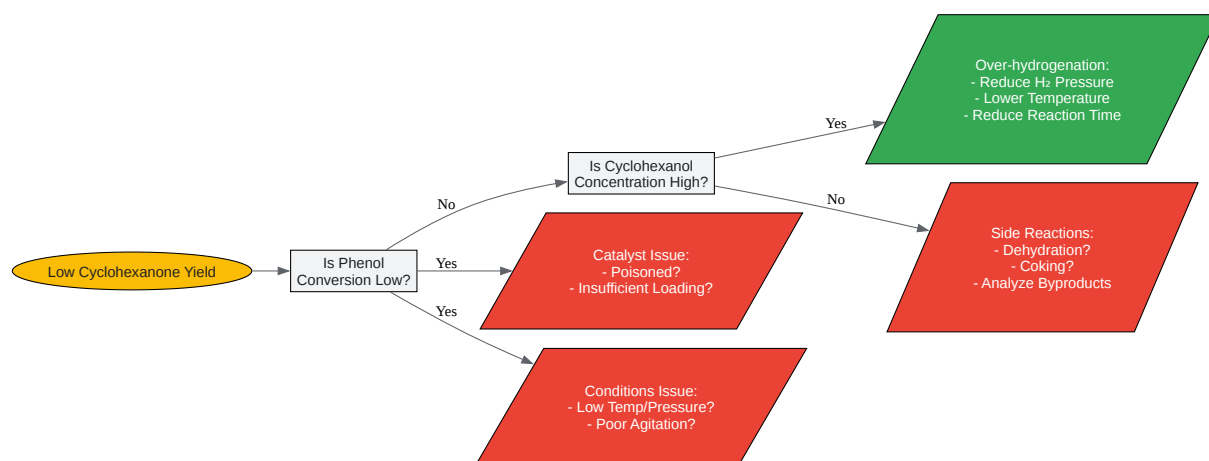 Low Cyclohexanone Yield
Is Phenol
Conversion Low?
No
Yes
Yes
Is Cyclohexanol
Concentration High?
Yes
No
Over-hydrogenation:
- Reduce H₂ Pressure
- Lower Temperature
- Reduce Reaction Time
Side Reactions:
- Dehydration?
- Coking?
- Analyze Byproducts
Catalyst Issue:
- Poisoned?
- Insufficient Loading?
Conditions Issue:
- Low Temp/Pressure?
- Poor Agitation?